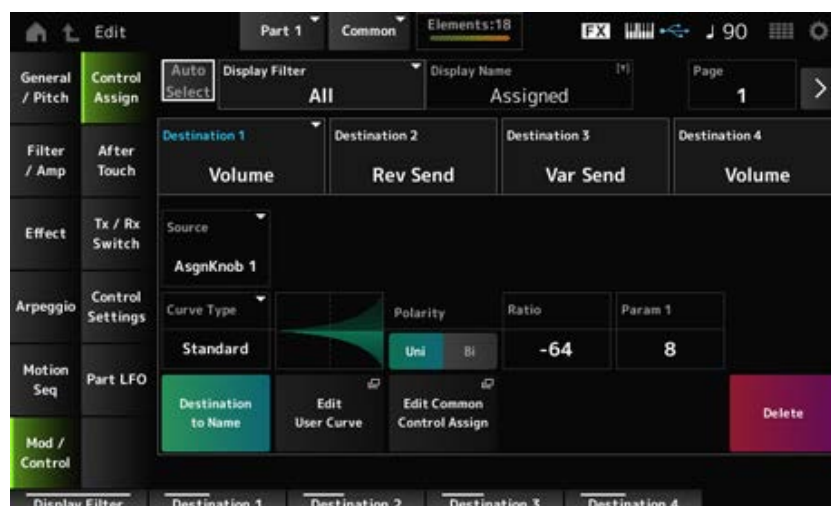 Edit
Part 1
Common
Elements:18
FX
90
General / Pitch
Control Assign
Auto Select
Display Filter
All
Display Name
Assigned
Page
1
Filter / Amp
After Touch
Destination 1
Volume
Destination 2
Rev Send
Destination 3
Var Send
Destination 4
Volume
Effect
Tx / Rx Switch
Source
AsgnKnob 1
Arpeggio
Control Settings
Curve Type
Standard
Polarity
Uni
Bi
Ratio
-64
Param 1
8
Motion Seq
Part LFO
Destination to Name
Edit User Curve
Edit Common Control Assign
Delete
Mod / Control
Display Filter
Destination 1
Destination 2
Destination 3
Destination 4